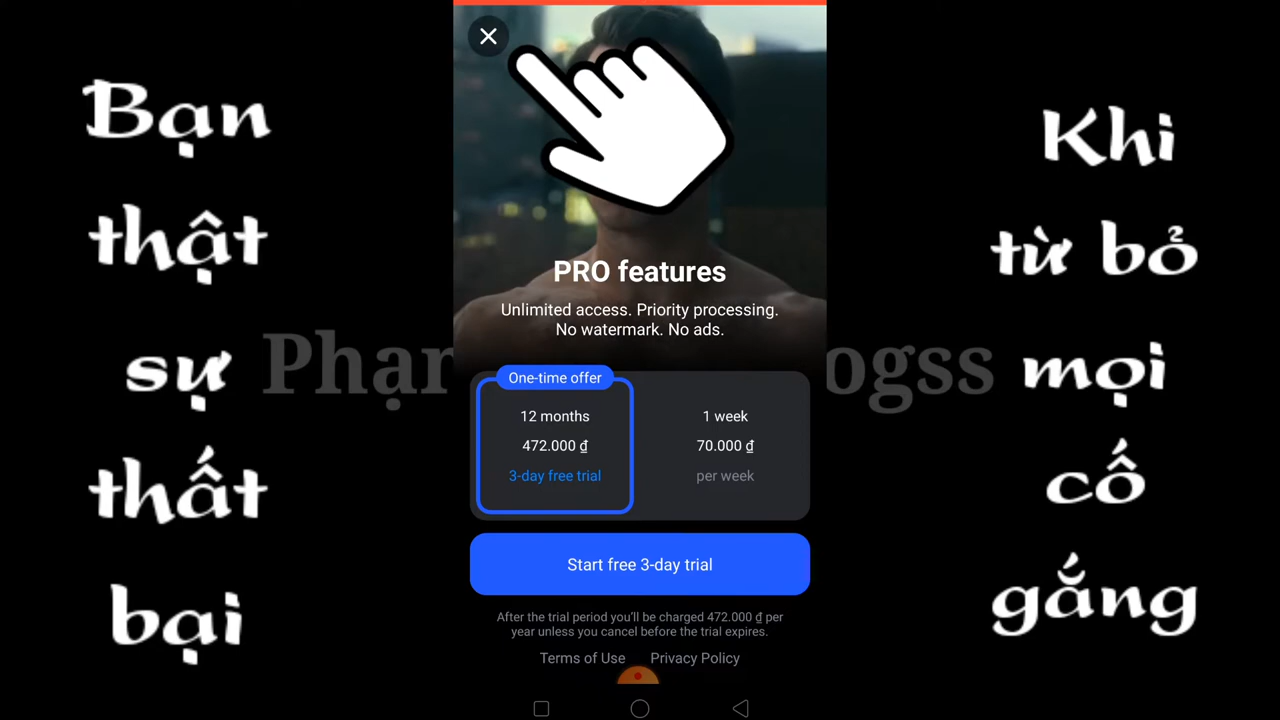 Bạn
thật
sự
thất
bại
PRO features
Unlimited access. Priority processing.
No watermark. No ads.
One-time offer
12 months
472.000 ₫
3-day free trial
1 week
70.000 ₫
per week
Start free 3-day trial
After the trial period you’ll be charged 472.000 ₫ per
year unless you cancel before the trial expires.
Terms of Use Privacy Policy
Khi
từ bỏ
mọi
cố
gắng